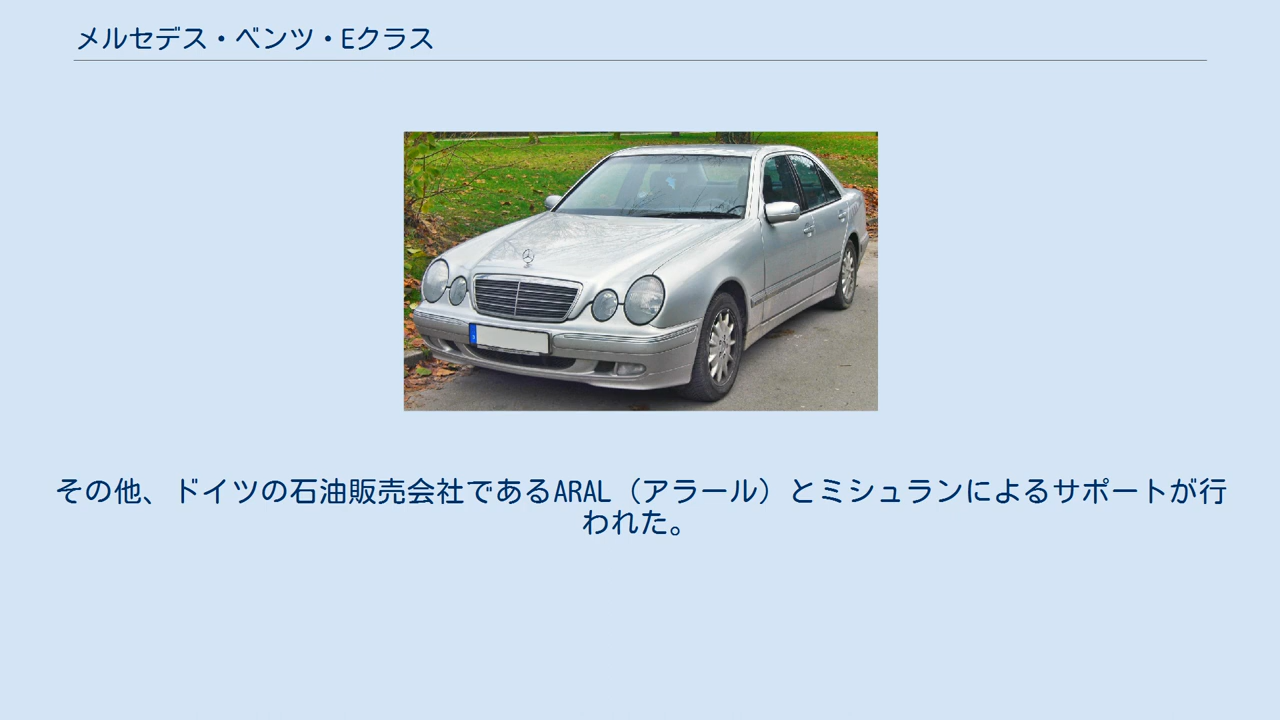 メルセデス・ベンツ・Eクラス
その他、ドイツの石油販売会社であるARAL（アラール）とミシュランによるサポートが行
われた。